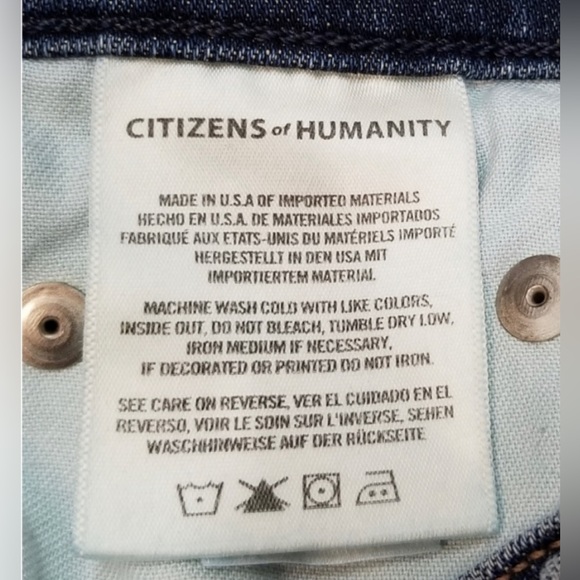 CITIZENS of HUMANITY
MADE IN U.S.A OF IMPORTED MATERIALS
HECHO EN U.S.A. DE MATERIALES IMPORTADOS
FABRIQUÉ AUX ETATS-UNIS DU MATÉRIELS IMPORTÉ
HERGESTELLT IN DEN USA MIT
IMPORTIERTEM MATERIAL
MACHINE WASH COLD WITH LIKE COLORS,
INSIDE OUT, DO NOT BLEACH, TUMBLE DRY LOW,
IRON MEDIUM IF NECESSARY,
IF DECORATED OR PRINTED DO NOT IRON.
SEE CARE ON REVERSE, VER EL CUIDADO EN EL
REVERSO, VOIR LE SOIN SUR L'INVERSE, SEHEN
WASCHHINWEISE AUF DER RÜCKSEITE